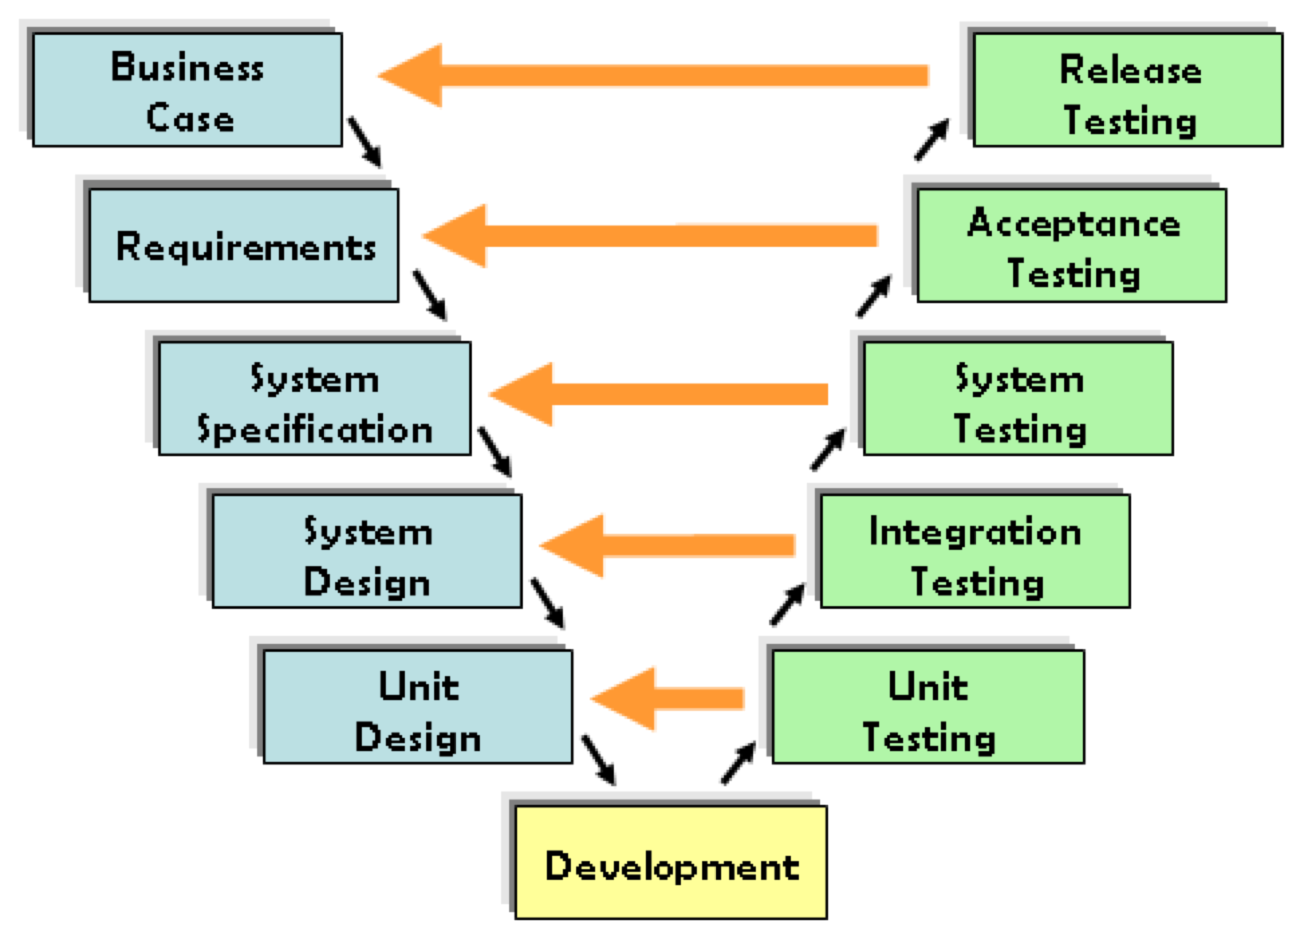 Business
Case
Release
Testing
Requirements
Acceptance
Testing
System
Specification
System
Testing
System
Design
Integration
Testing
Unit
Design
Unit
Testing
Development